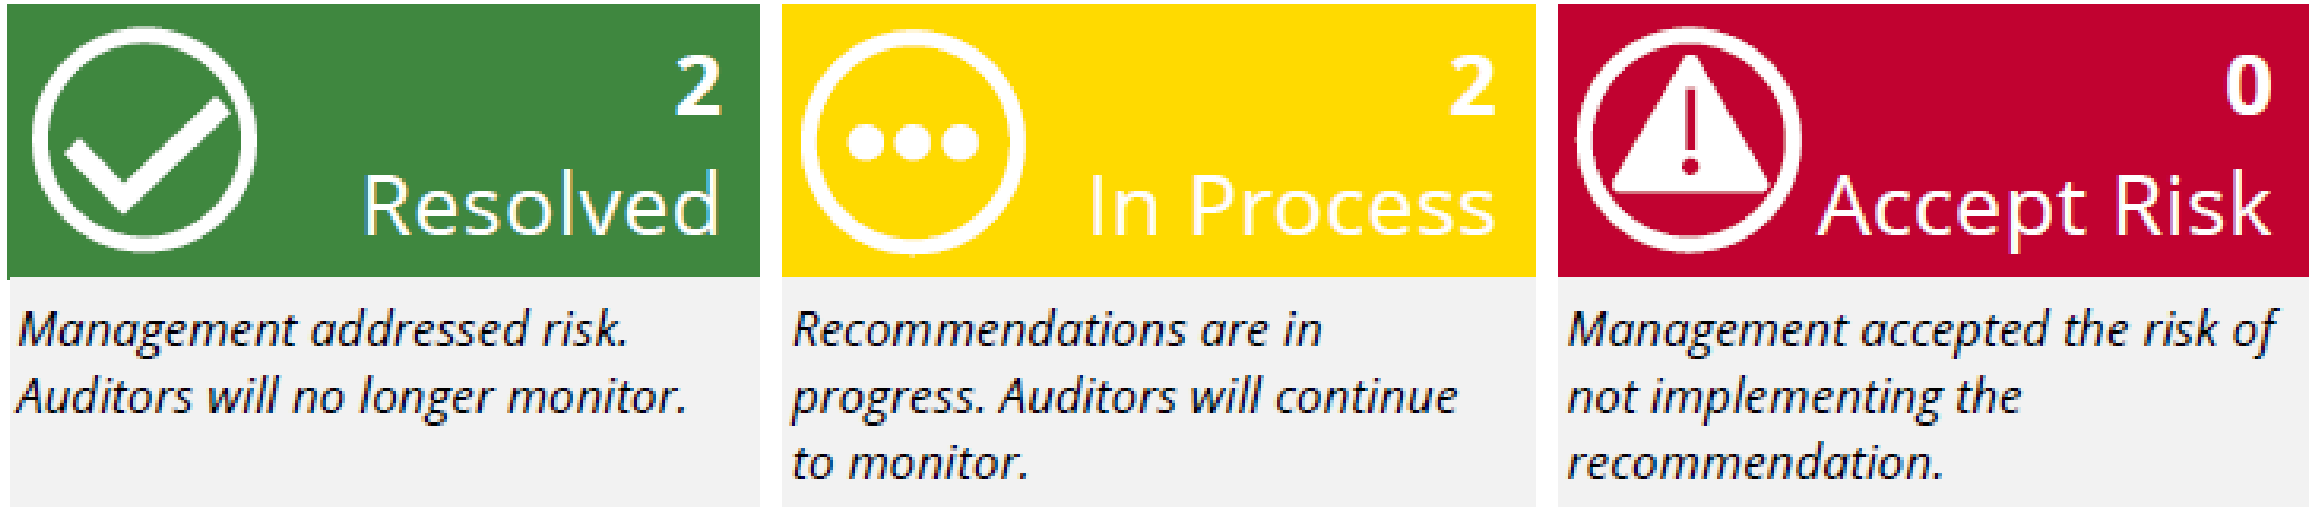 2
Resolved
Management addressed risk.
Auditors will no longer monitor.
2
In Process
Recommendations are in
progress. Auditors will continue
to monitor.
0
Accept Risk
Management accepted the risk of
not implementing the
recommendation.